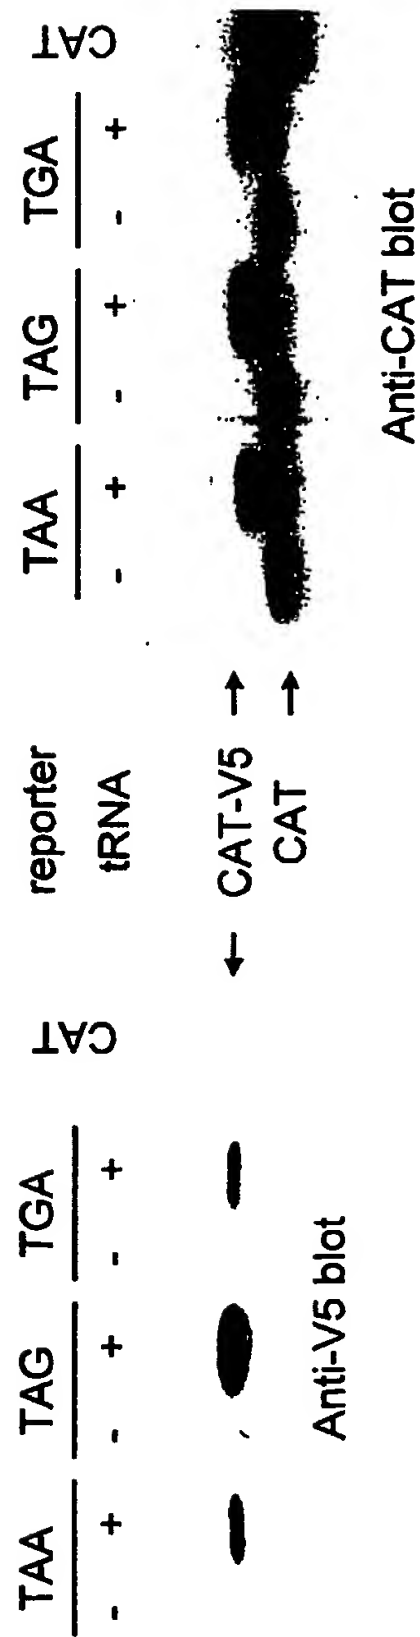 TAA TAG TGA CAT
- + - + - +
← CAT-V5 →
CAT →
Anti-V5 blot
reporter TAA TAG TGA CAT
tRNA - + - + - +
Anti-CAT blot